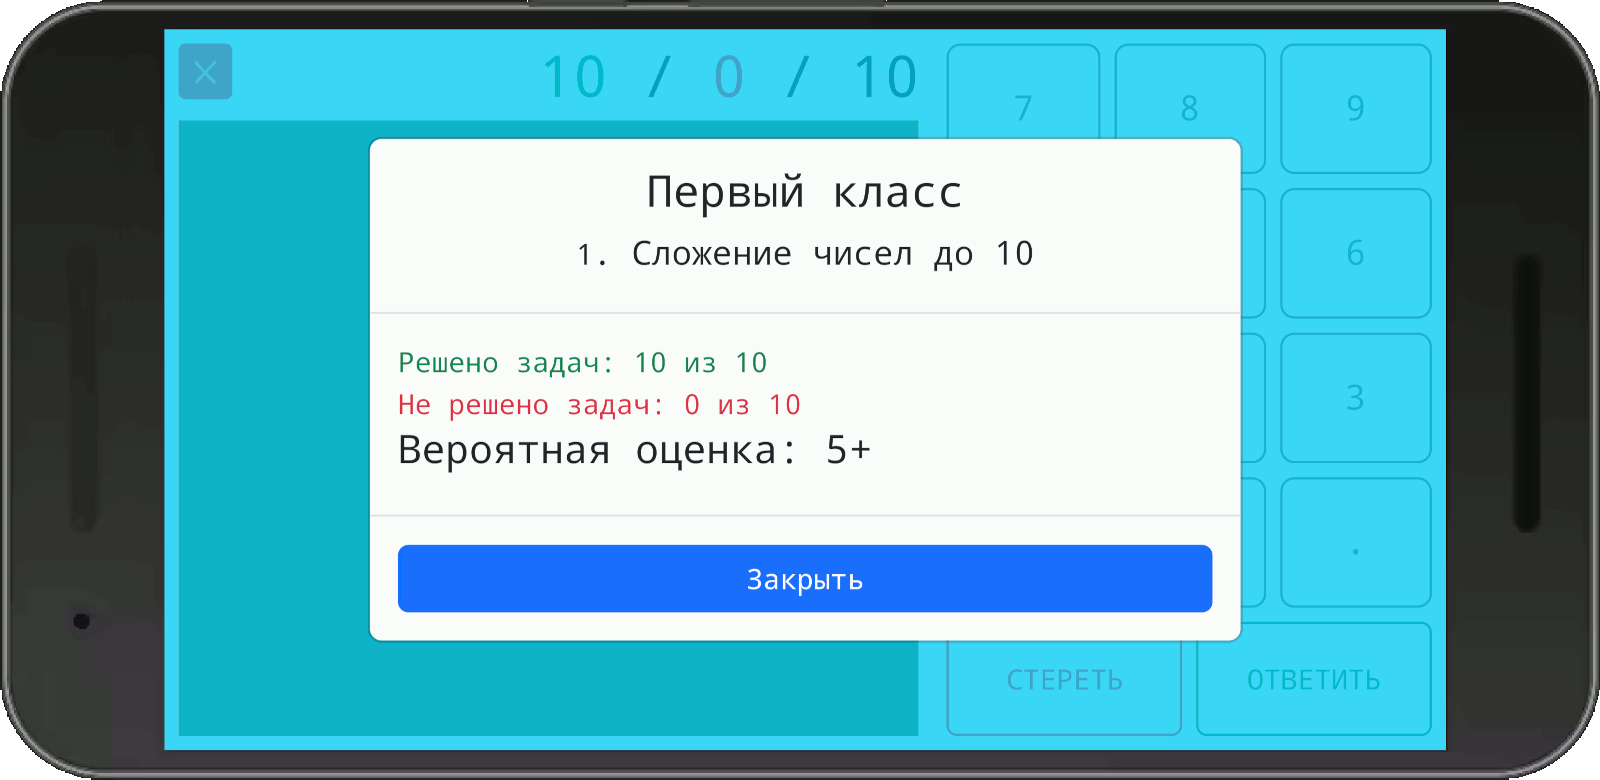 10 / 0 / 10
7 8 9
Первый класс
1. Сложение чисел до 10
6
Решено задач: 10 из 10
Не решено задач: 0 из 10
3
Вероятная оценка: 5+
.
Закрыть
СТЕРЕТЬ ОТВЕТИТЬ